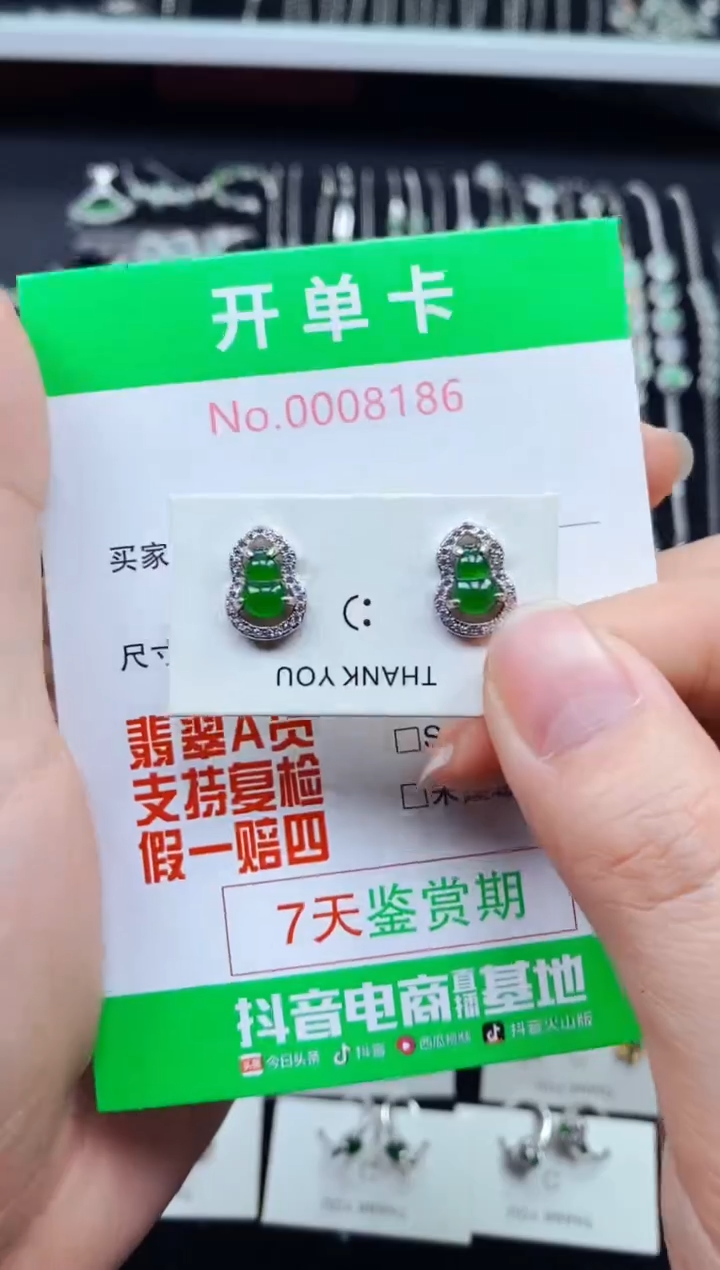 开单卡
No.0008186
买家
尺寸
THANK YOU
翡翠A货
支持复检
假一赔四
7天鉴赏期
抖音电商直播基地
头条 今日头条 抖音 西瓜视频 抖音火山版